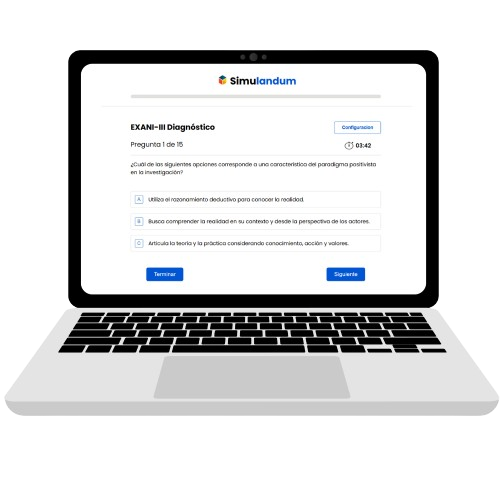 Simulandum
EXANI-III Diagnóstico
Configuracion
Pregunta 1 de 15
03:42
¿Cuál de las siguientes opciones corresponde a una característica del paradigma positivista
en la investigación?
A Utiliza el razonamiento deductivo para conocer la realidad.
B Busca comprender la realidad en su contexto y desde la perspectiva de los actores.
C Articula la teoría y la práctica considerando conocimiento, acción y valores.
Terminar
Siguiente